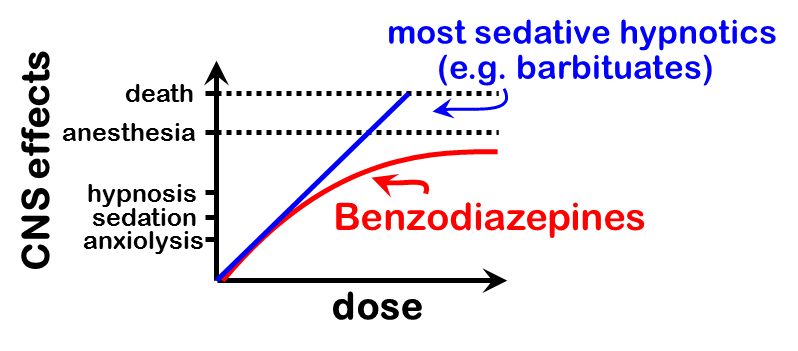 most sedative hypnotics
(e.g. barbituates)
CNS effects
death
anesthesia
hypnosis
sedation
anxiolysis
Benzodiazepines
dose